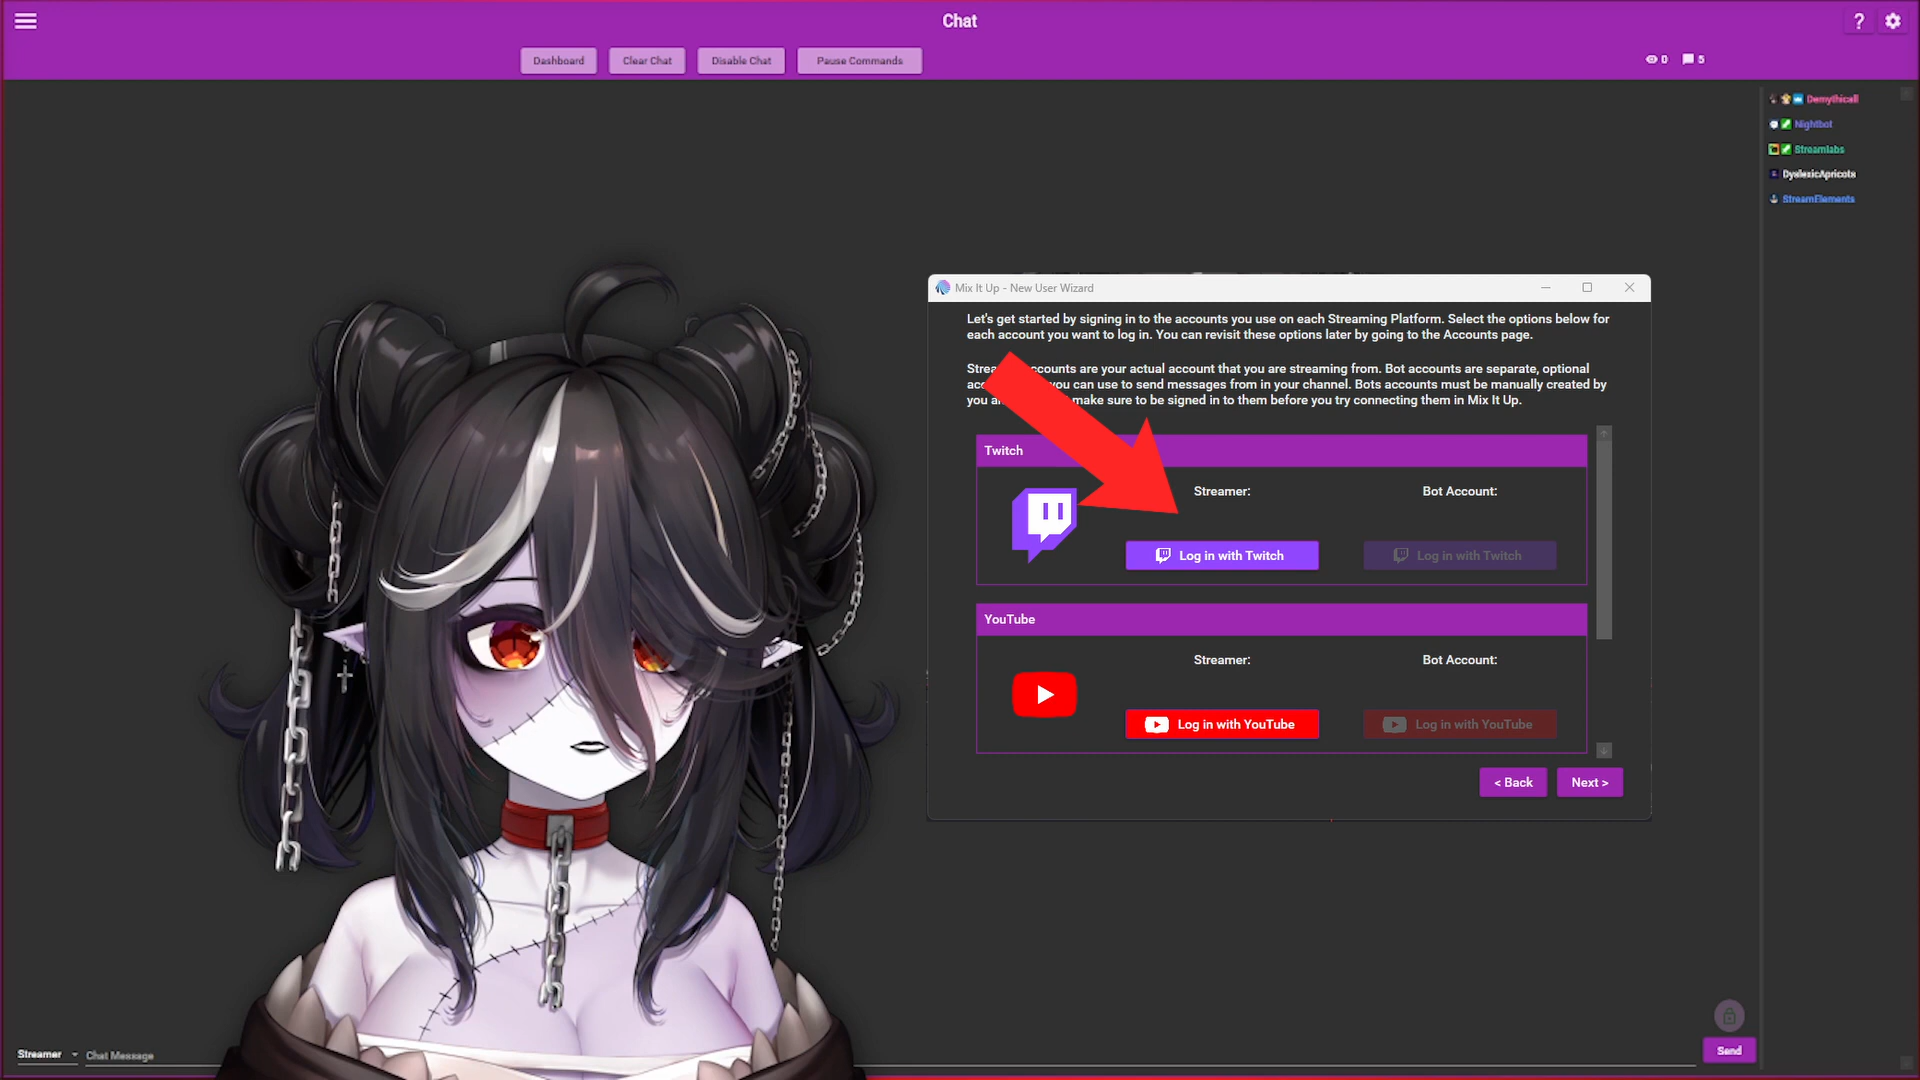 Chat
?
Dashboard
Clear Chat
Disable Chat
Pause Commands
0
5
Demythicall
Nightbot
Streamlabs
DyslexicApricots
StreamElements
Mix It Up - New User Wizard
Let's get started by signing in to the accounts you use on each Streaming Platform. Select the options below for
each account you want to log in. You can revisit these options later by going to the Accounts page.
accounts are your actual account that you are streaming from. Bot accounts are separate, optional
you can use to send messages from in your channel. Bots accounts must be manually created by
you make sure to be signed in to them before you try connecting them in Mix It Up.
Twitch
Streamer:
Bot Account:
Log in with Twitch
Log in with Twitch
YouTube
Streamer:
Bot Account:
Log in with YouTube
Log in with YouTube
< Back
Next >
Streamer
Chat Message
Send